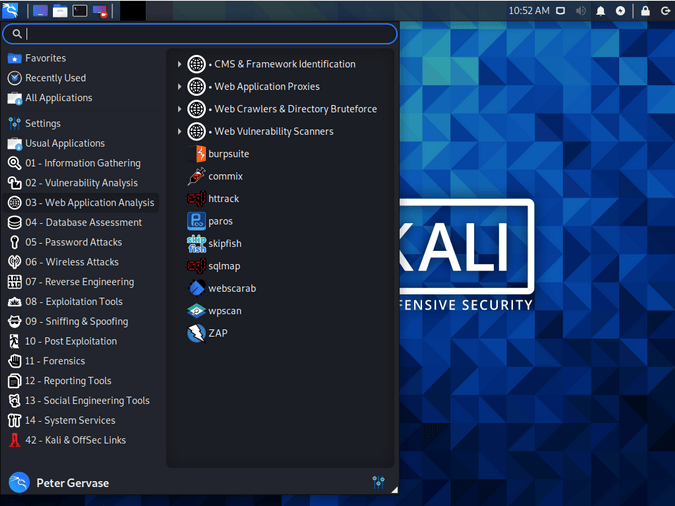 10:52 AM
Favorites
Recently Used
All Applications
Settings
Usual Applications
01 - Information Gathering
02 - Vulnerability Analysis
03 - Web Application Analysis
04 - Database Assessment
05 - Password Attacks
06 - Wireless Attacks
07 - Reverse Engineering
08 - Exploitation Tools
09 - Sniffing & Spoofing
10 - Post Exploitation
11 - Forensics
12 - Reporting Tools
13 - Social Engineering Tools
14 - System Services
42 - Kali & OffSec Links
• CMS & Framework Identification
• Web Application Proxies
• Web Crawlers & Directory Bruteforce
• Web Vulnerability Scanners
burpsuite
commix
httrack
paros
skip
fish
skipfish
sqlmap
webscarab
wpscan
ZAP
Peter Gervase
KALI
FENSIVE SECURITY